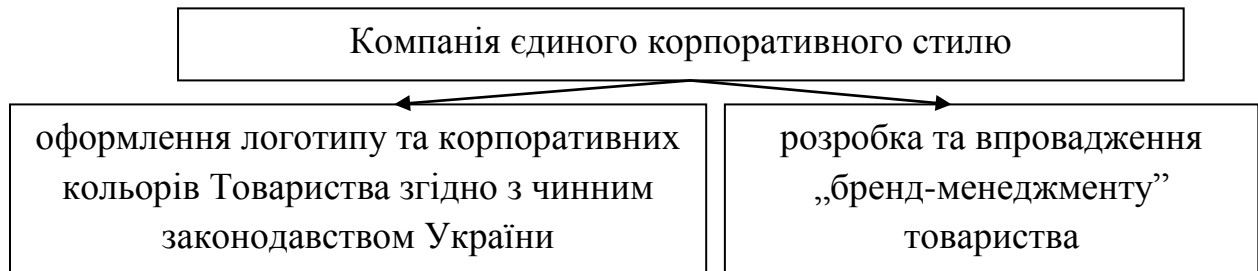 Компанія єдиного корпоративного стилю
оформлення логотипу та корпоративних
кольорів Товариства згідно з чинним
законодавством України
розробка та впровадження
„бренд-менеджменту”
товариства